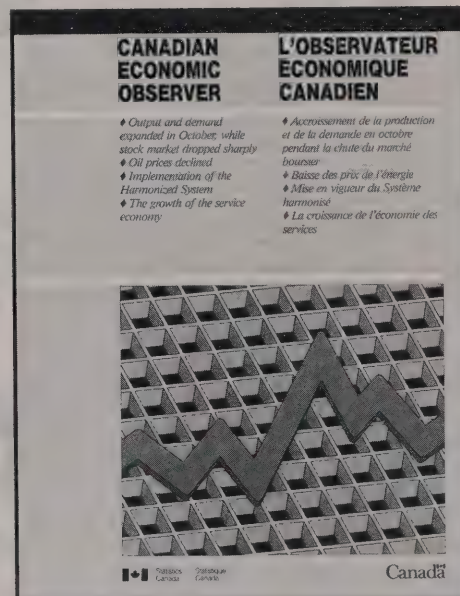 CANADIAN
ECONOMIC
OBSERVER
♦ Output and demand
expanded in October, while
stock market dropped sharply
♦ Oil prices declined
♦ Implementation of the
Harmonized System
♦ The growth of the service
economy
L'OBSERVATEUR
ÉCONOMIQUE
CANADIEN
♦ Accroissement de la production
et de la demande en octobre
pendant la chute du marché
boursier
♦ Baisse des prix de l'énergie
♦ Mise en vigueur du Système
harmonisé
♦ La croissance de l'économie des
services
Statistics
Canada
Statistique
Canada
Canada